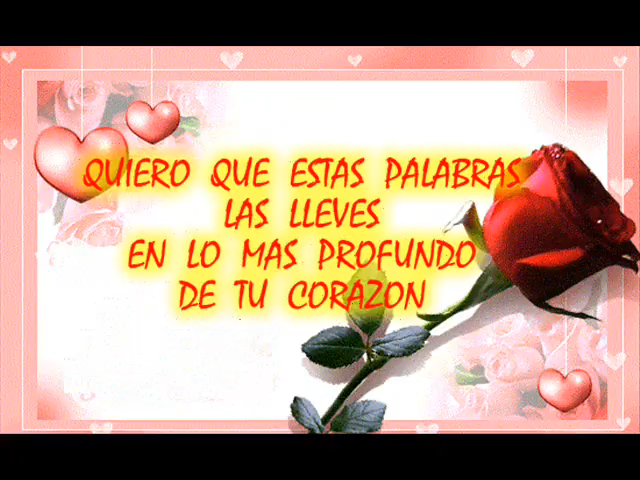 QUIERO QUE ESTAS PALABRAS
LAS LLEVES
EN LO MAS PROFUNDO
DE TU CORAZON